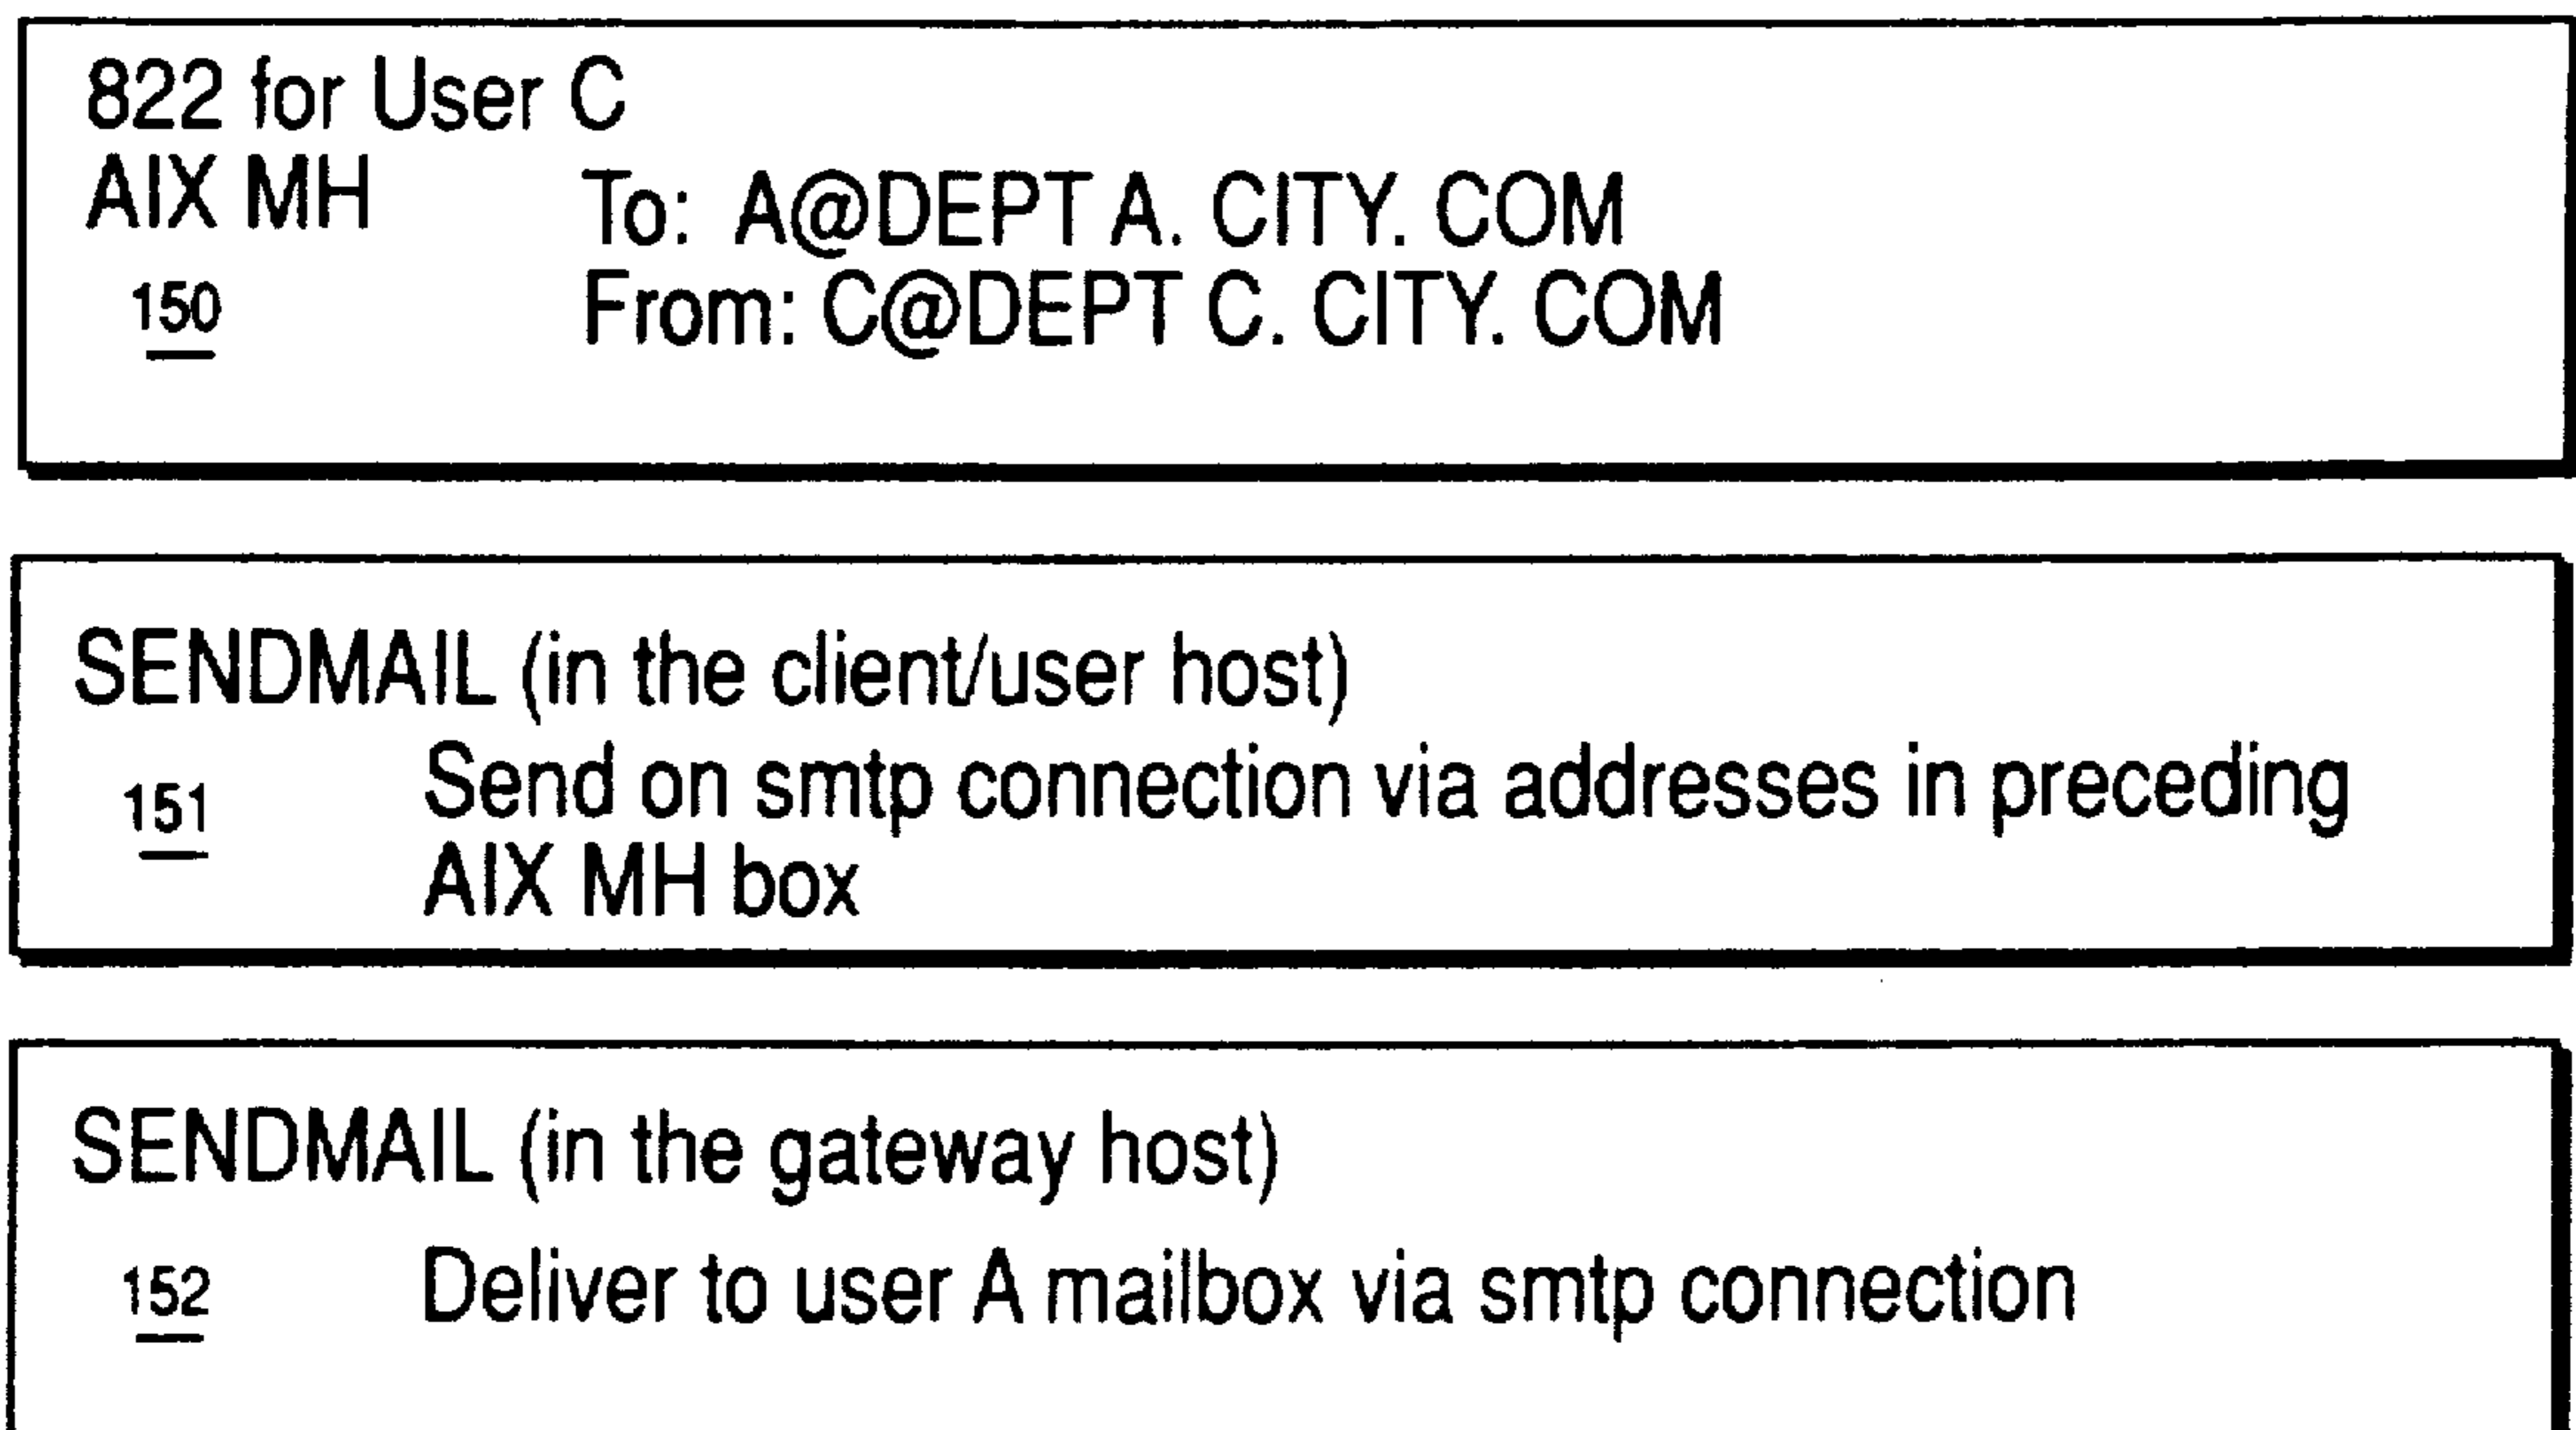 822 for User C
AIX MH
To: A@DEPT A. CITY. COM
150
From: C@DEPT C. CITY. COM
SENDMAIL (in the client/user host)
Send on smtp connection via addresses in preceding
151
AIX MH box
SENDMAIL (in the gateway host)
152
Deliver to user A mailbox via smtp connection